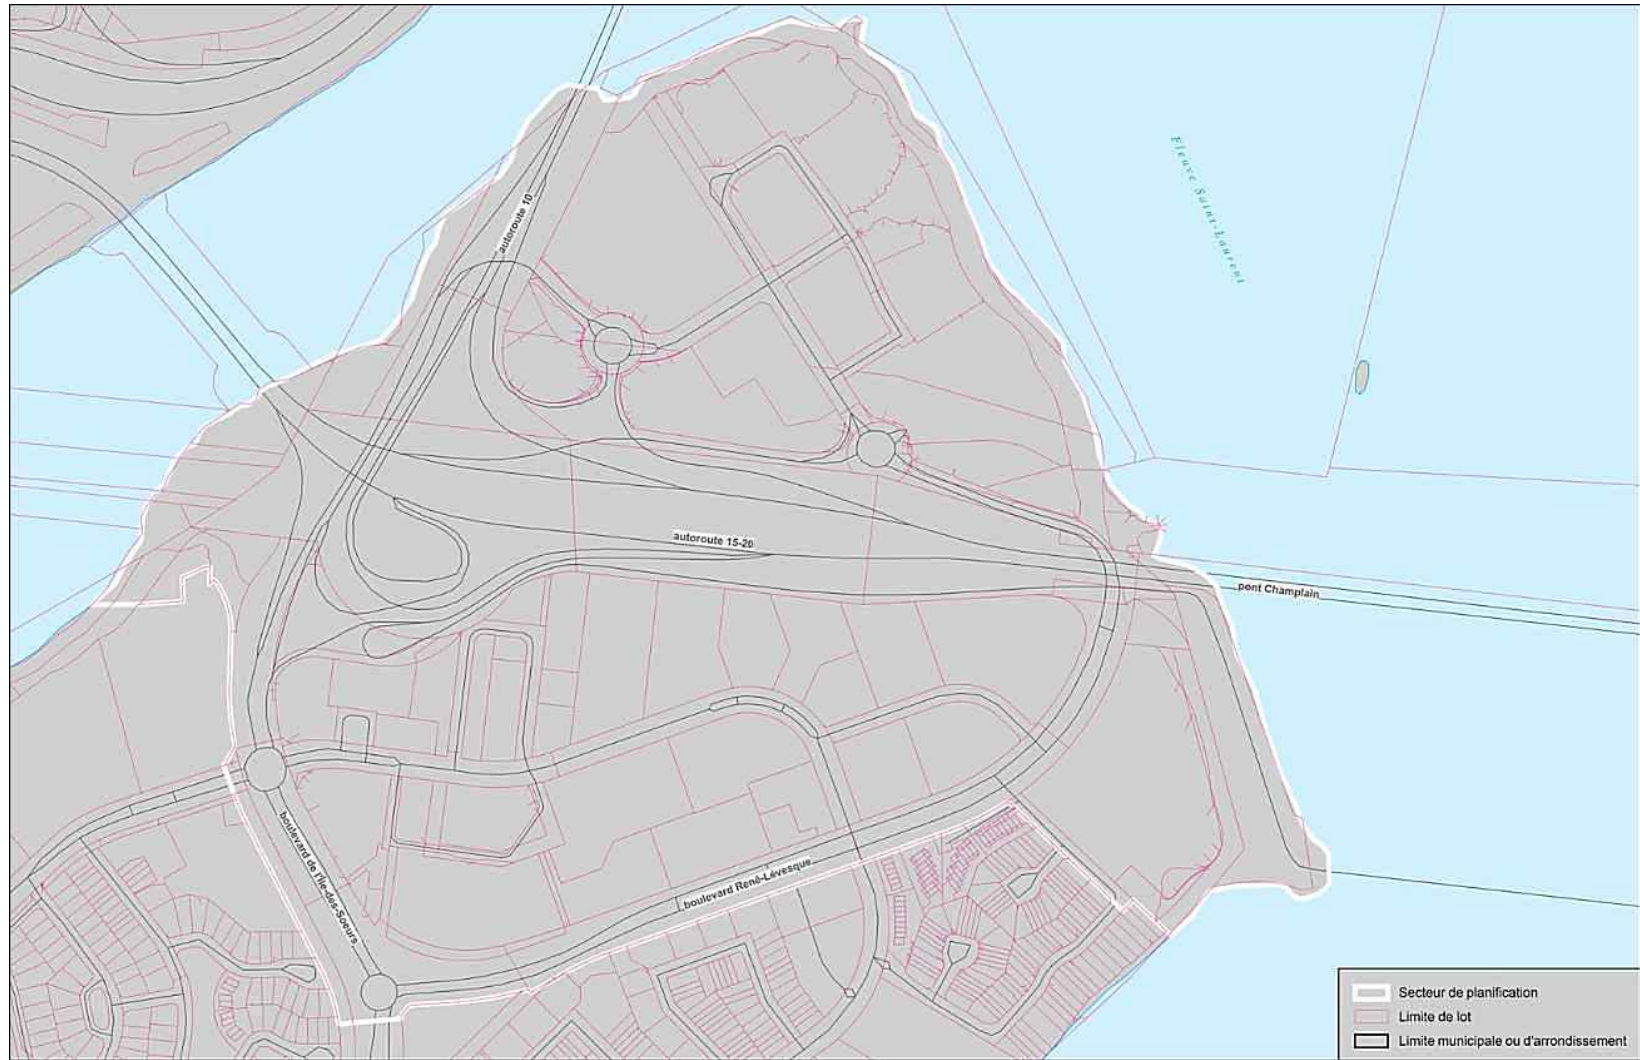 autoroute 10
Fleuve Saint-Laurent
autoroute 15-20
pont Champlain
boulevard de l'Île-des-Soeurs
boulevard René-Lévesque
Secteur de planification
Limite de lot
Limite municipale ou d'arrondissement